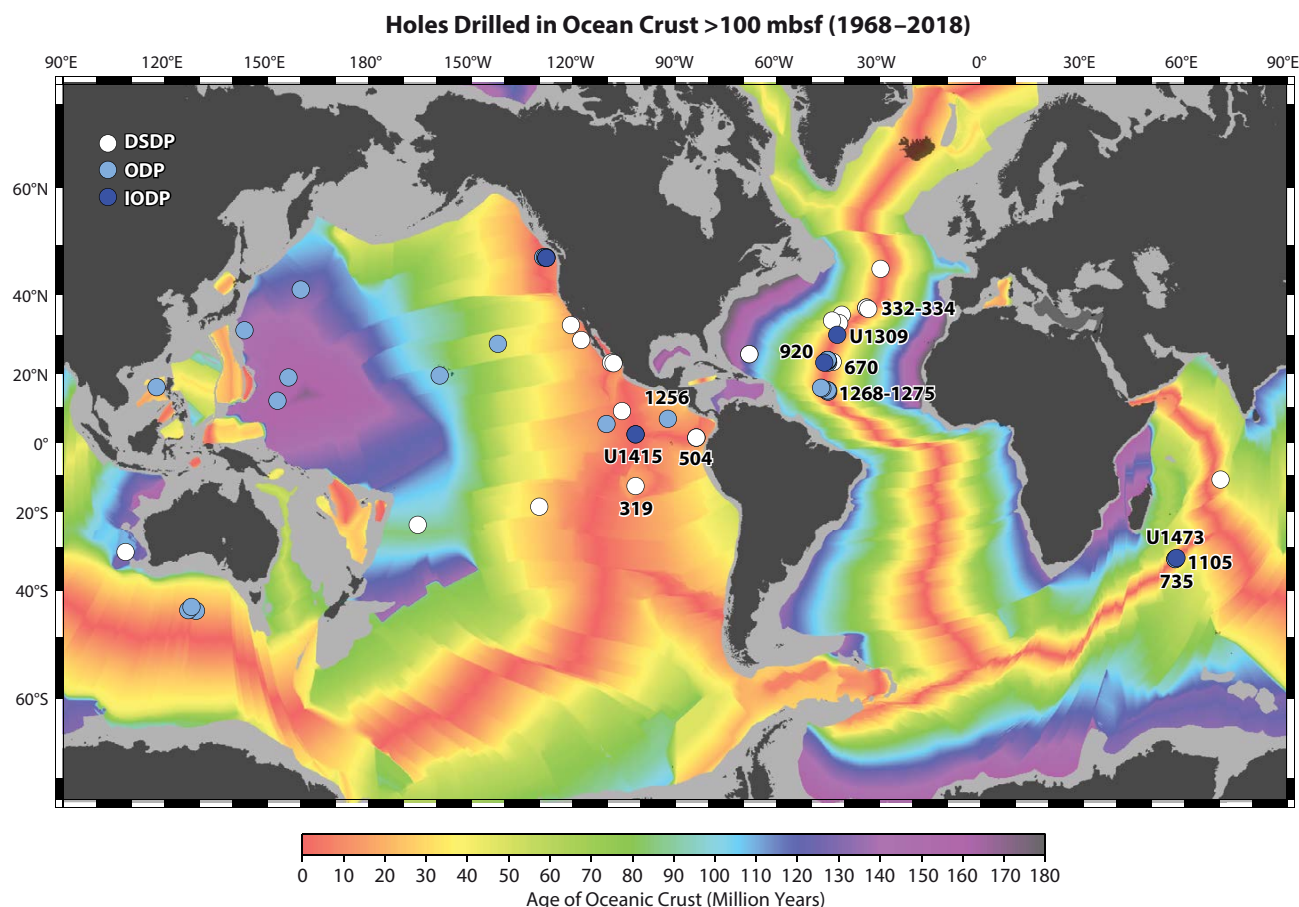 Holes Drilled in Ocean Crust >100 mbsf (1968–2018)
90°E 120°E 150°E 180° 150°W 120°W 90°W 60°W 30°W 0° 30°E 60°E 90°E
DSDP
ODP
IODP
60°N
40°N
20°N
0°
20°S
40°S
60°S
332-334
U1309
920
670
1268-1275
1256
U1415
504
319
U1473
1105
735
0 10 20 30 40 50 60 70 80 90 100 110 120 130 140 150 160 170 180
Age of Oceanic Crust (Million Years)